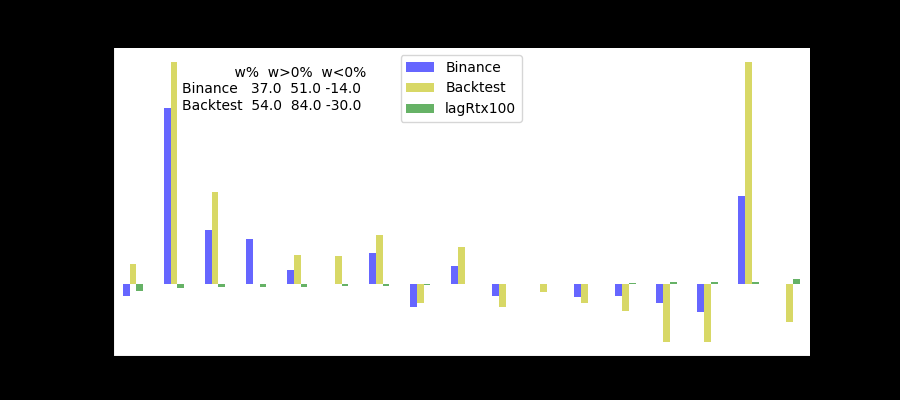 w% w>0% w<0%
Binance 37.0 51.0 -14.0
Backtest 54.0 84.0 -30.0
Binance
Backtest
lagRtx100